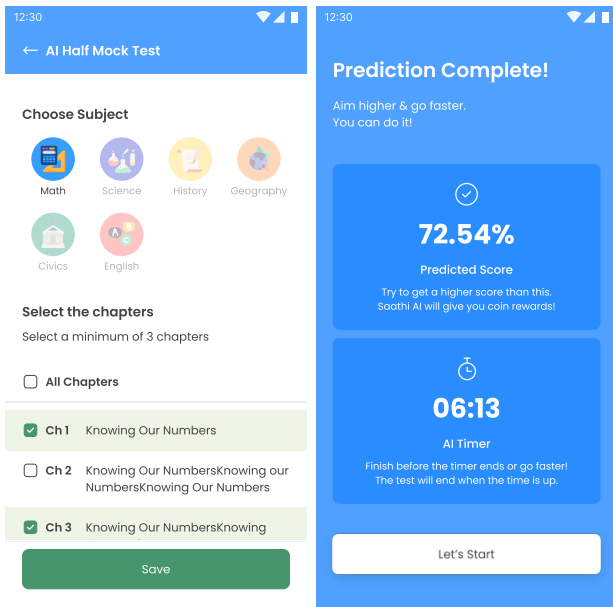 12:30
← AI Half Mock Test
Choose Subject
Math
Science
History
Geography
A
B
C
Civics
English
Select the chapters
Select a minimum of 3 chapters
All Chapters
Ch 1 Knowing Our Numbers
Ch 2 Knowing Our NumbersKnowing our
NumbersKnowing Our Numbers
Ch 3 Knowing Our NumbersKnowing
Save
12:30
Prediction Complete!
Aim higher & go faster.
You can do it!
72.54%
Predicted Score
Try to get a higher score than this.
Saathi AI will give you coin rewards!
06:13
AI Timer
Finish before the timer ends or go faster!
The test will end when the time is up.
Let's Start